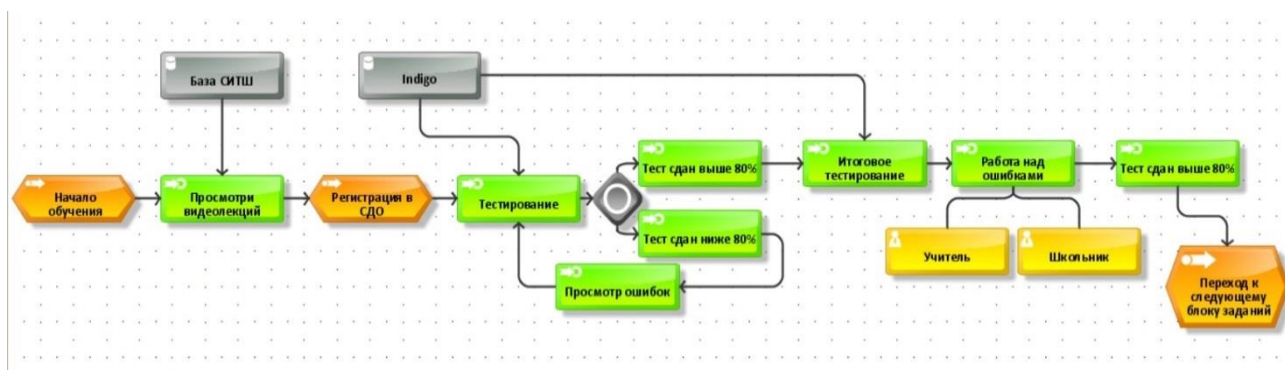 База СИТШ
Indigo
Начало
обучения
Просмотри
видеолекций
Регистрация в
СДО
Тестирование
Тест сдан выше 80%
Тест сдан ниже 80%
Просмотр ошибок
Итоговое
тестирование
Работа над
ошибками
Учитель
Школьник
Тест сдан выше 80%
Переход к
следующему
блоку заданий